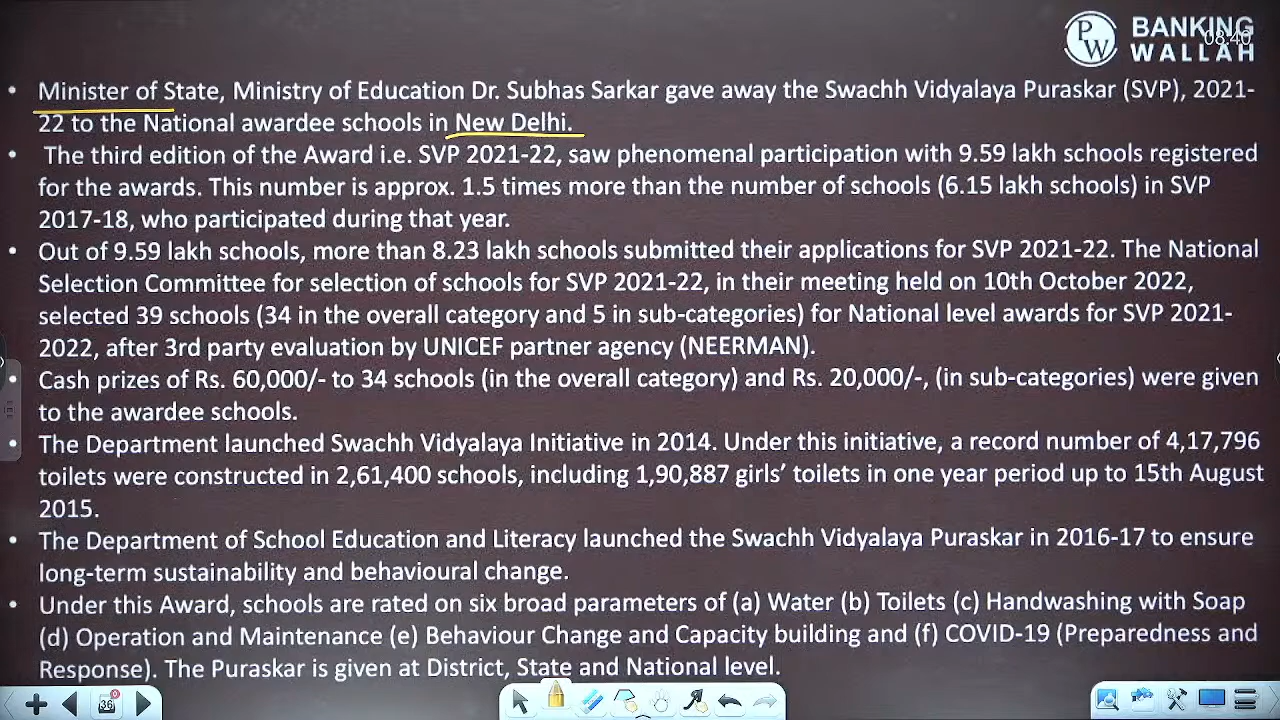 PW BANKING WALLAH
08:40
• Minister of State, Ministry of Education Dr. Subhas Sarkar gave away the Swachh Vidyalaya Puraskar (SVP), 2021-
22 to the National awardee schools in New Delhi.
• The third edition of the Award i.e. SVP 2021-22, saw phenomenal participation with 9.59 lakh schools registered
for the awards. This number is approx. 1.5 times more than the number of schools (6.15 lakh schools) in SVP
2017-18, who participated during that year.
• Out of 9.59 lakh schools, more than 8.23 lakh schools submitted their applications for SVP 2021-22. The National
Selection Committee for selection of schools for SVP 2021-22, in their meeting held on 10th October 2022,
selected 39 schools (34 in the overall category and 5 in sub-categories) for National level awards for SVP 2021-
2022, after 3rd party evaluation by UNICEF partner agency (NEERMAN).
• Cash prizes of Rs. 60,000/- to 34 schools (in the overall category) and Rs. 20,000/-, (in sub-categories) were given
to the awardee schools.
• The Department launched Swachh Vidyalaya Initiative in 2014. Under this initiative, a record number of 4,17,796
toilets were constructed in 2,61,400 schools, including 1,90,887 girls’ toilets in one year period up to 15th August
2015.
• The Department of School Education and Literacy launched the Swachh Vidyalaya Puraskar in 2016-17 to ensure
long-term sustainability and behavioural change.
• Under this Award, schools are rated on six broad parameters of (a) Water (b) Toilets (c) Handwashing with Soap
(d) Operation and Maintenance (e) Behaviour Change and Capacity building and (f) COVID-19 (Preparedness and
Response). The Puraskar is given at District, State and National level.
36